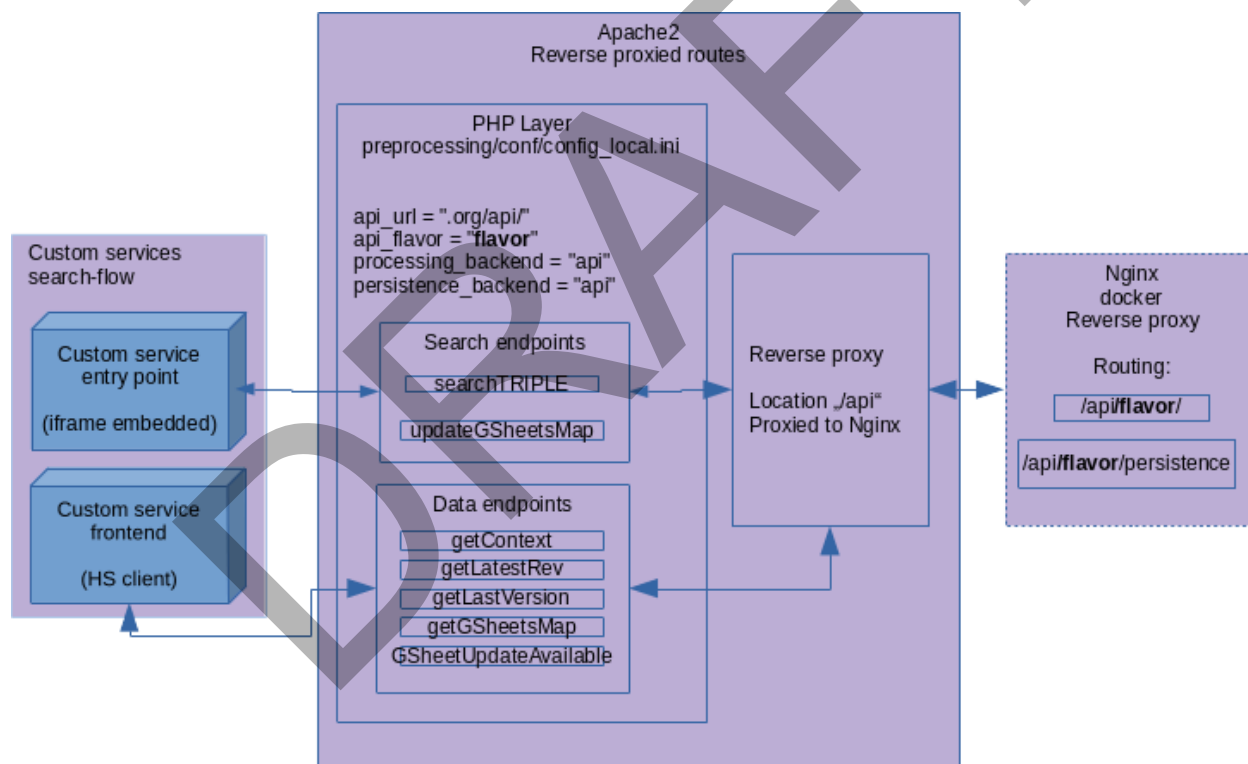 Apache2
Reverse proxied routes
PHP Layer
preprocessing/conf/config_local.ini
api_url = ".org/api/"
api_flavor = "flavor"
processing_backend = "api"
persistence_backend = "api"
Custom services
search-flow
Custom service
entry point
(iframe embedded)
Custom service
frontend
(HS client)
Search endpoints
searchTRIPLE
updateGSheetsMap
Data endpoints
getContext
getLatestRev
getLastVersion
getGSheetsMap
GSheetUpdateAvailable
Reverse proxy
Location „/api“
Proxied to Nginx
Nginx
docker
Reverse proxy
Routing:
/api/flavor/
/api/flavor/persistence
DRAF